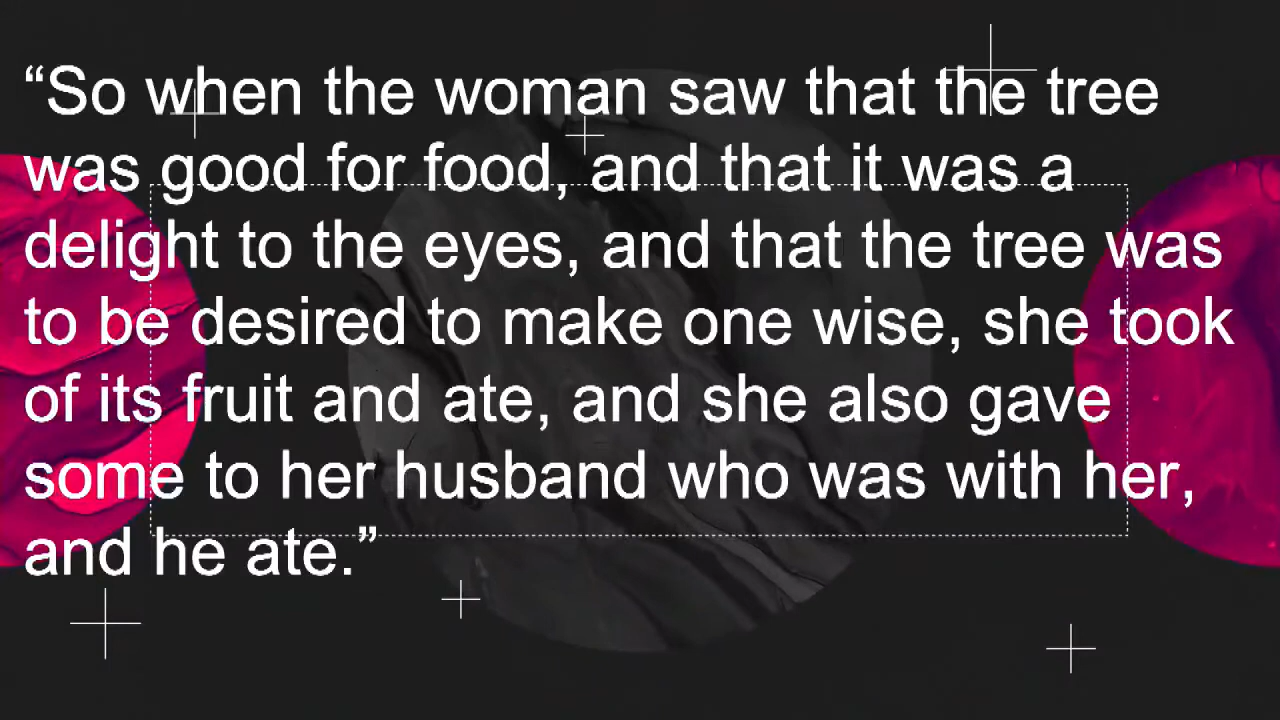 “So when the woman saw that the tree
was good for food, and that it was a
delight to the eyes, and that the tree was
to be desired to make one wise, she took
of its fruit and ate, and she also gave
some to her husband who was with her,
and he ate.”